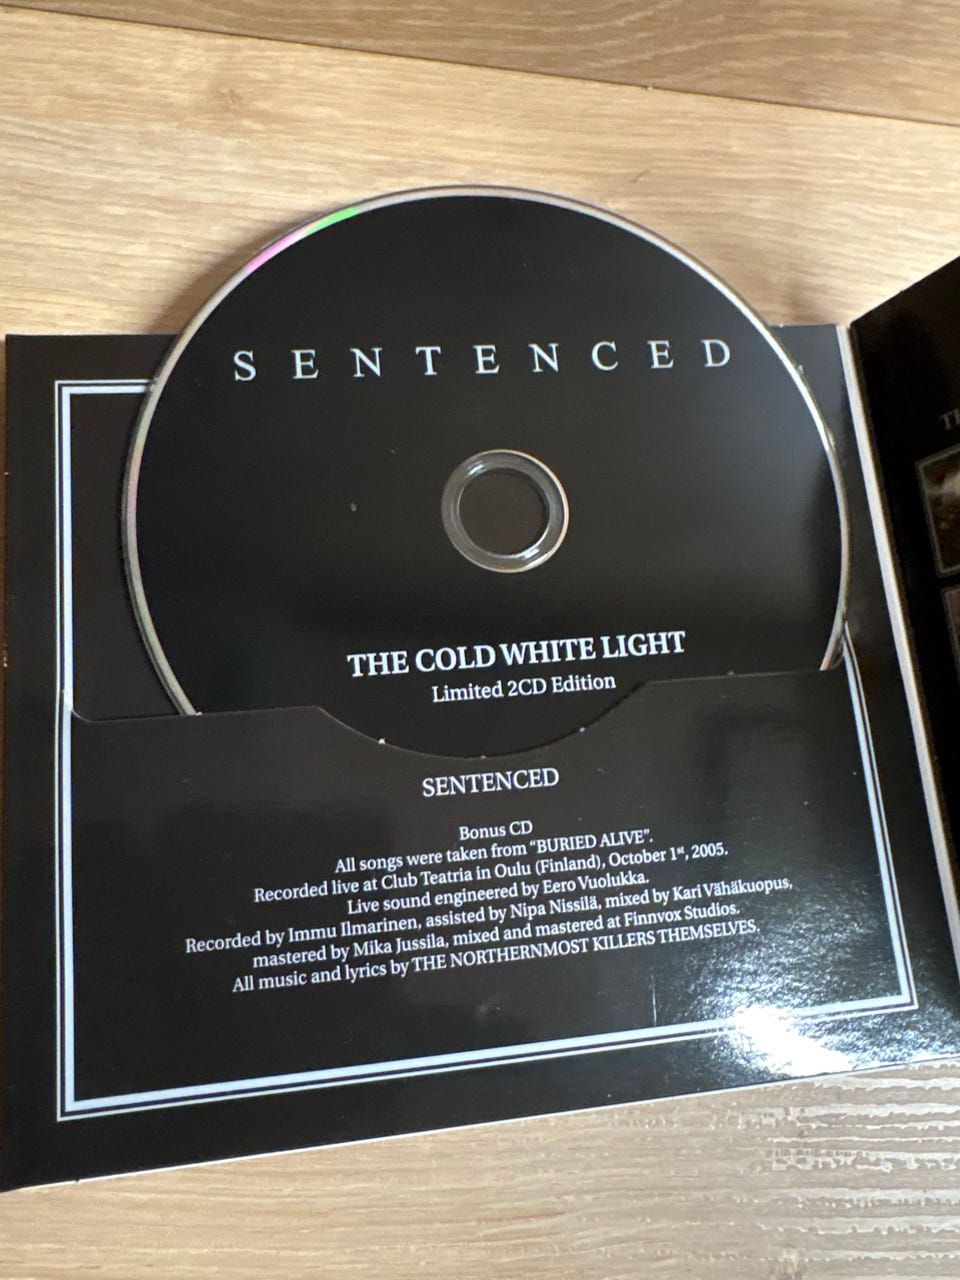 SENTENCED
THE COLD WHITE LIGHT
Limited 2CD Edition
SENTENCED
Bonus CD
All songs were taken from “BURIED ALIVE”.
Recorded live at Club Teatria in Oulu (Finland), October 1st, 2005.
Live sound engineered by Eero Vuolukka.
Recorded by Immu Ilmarinen, assisted by Nipa Nissilä, mixed by Kari Vähäkuopus,
mastered by Mika Jussila, mixed and mastered at Finnvox Studios.
All music and lyrics by THE NORTHERNMOST KILLERS THEMSELVES.